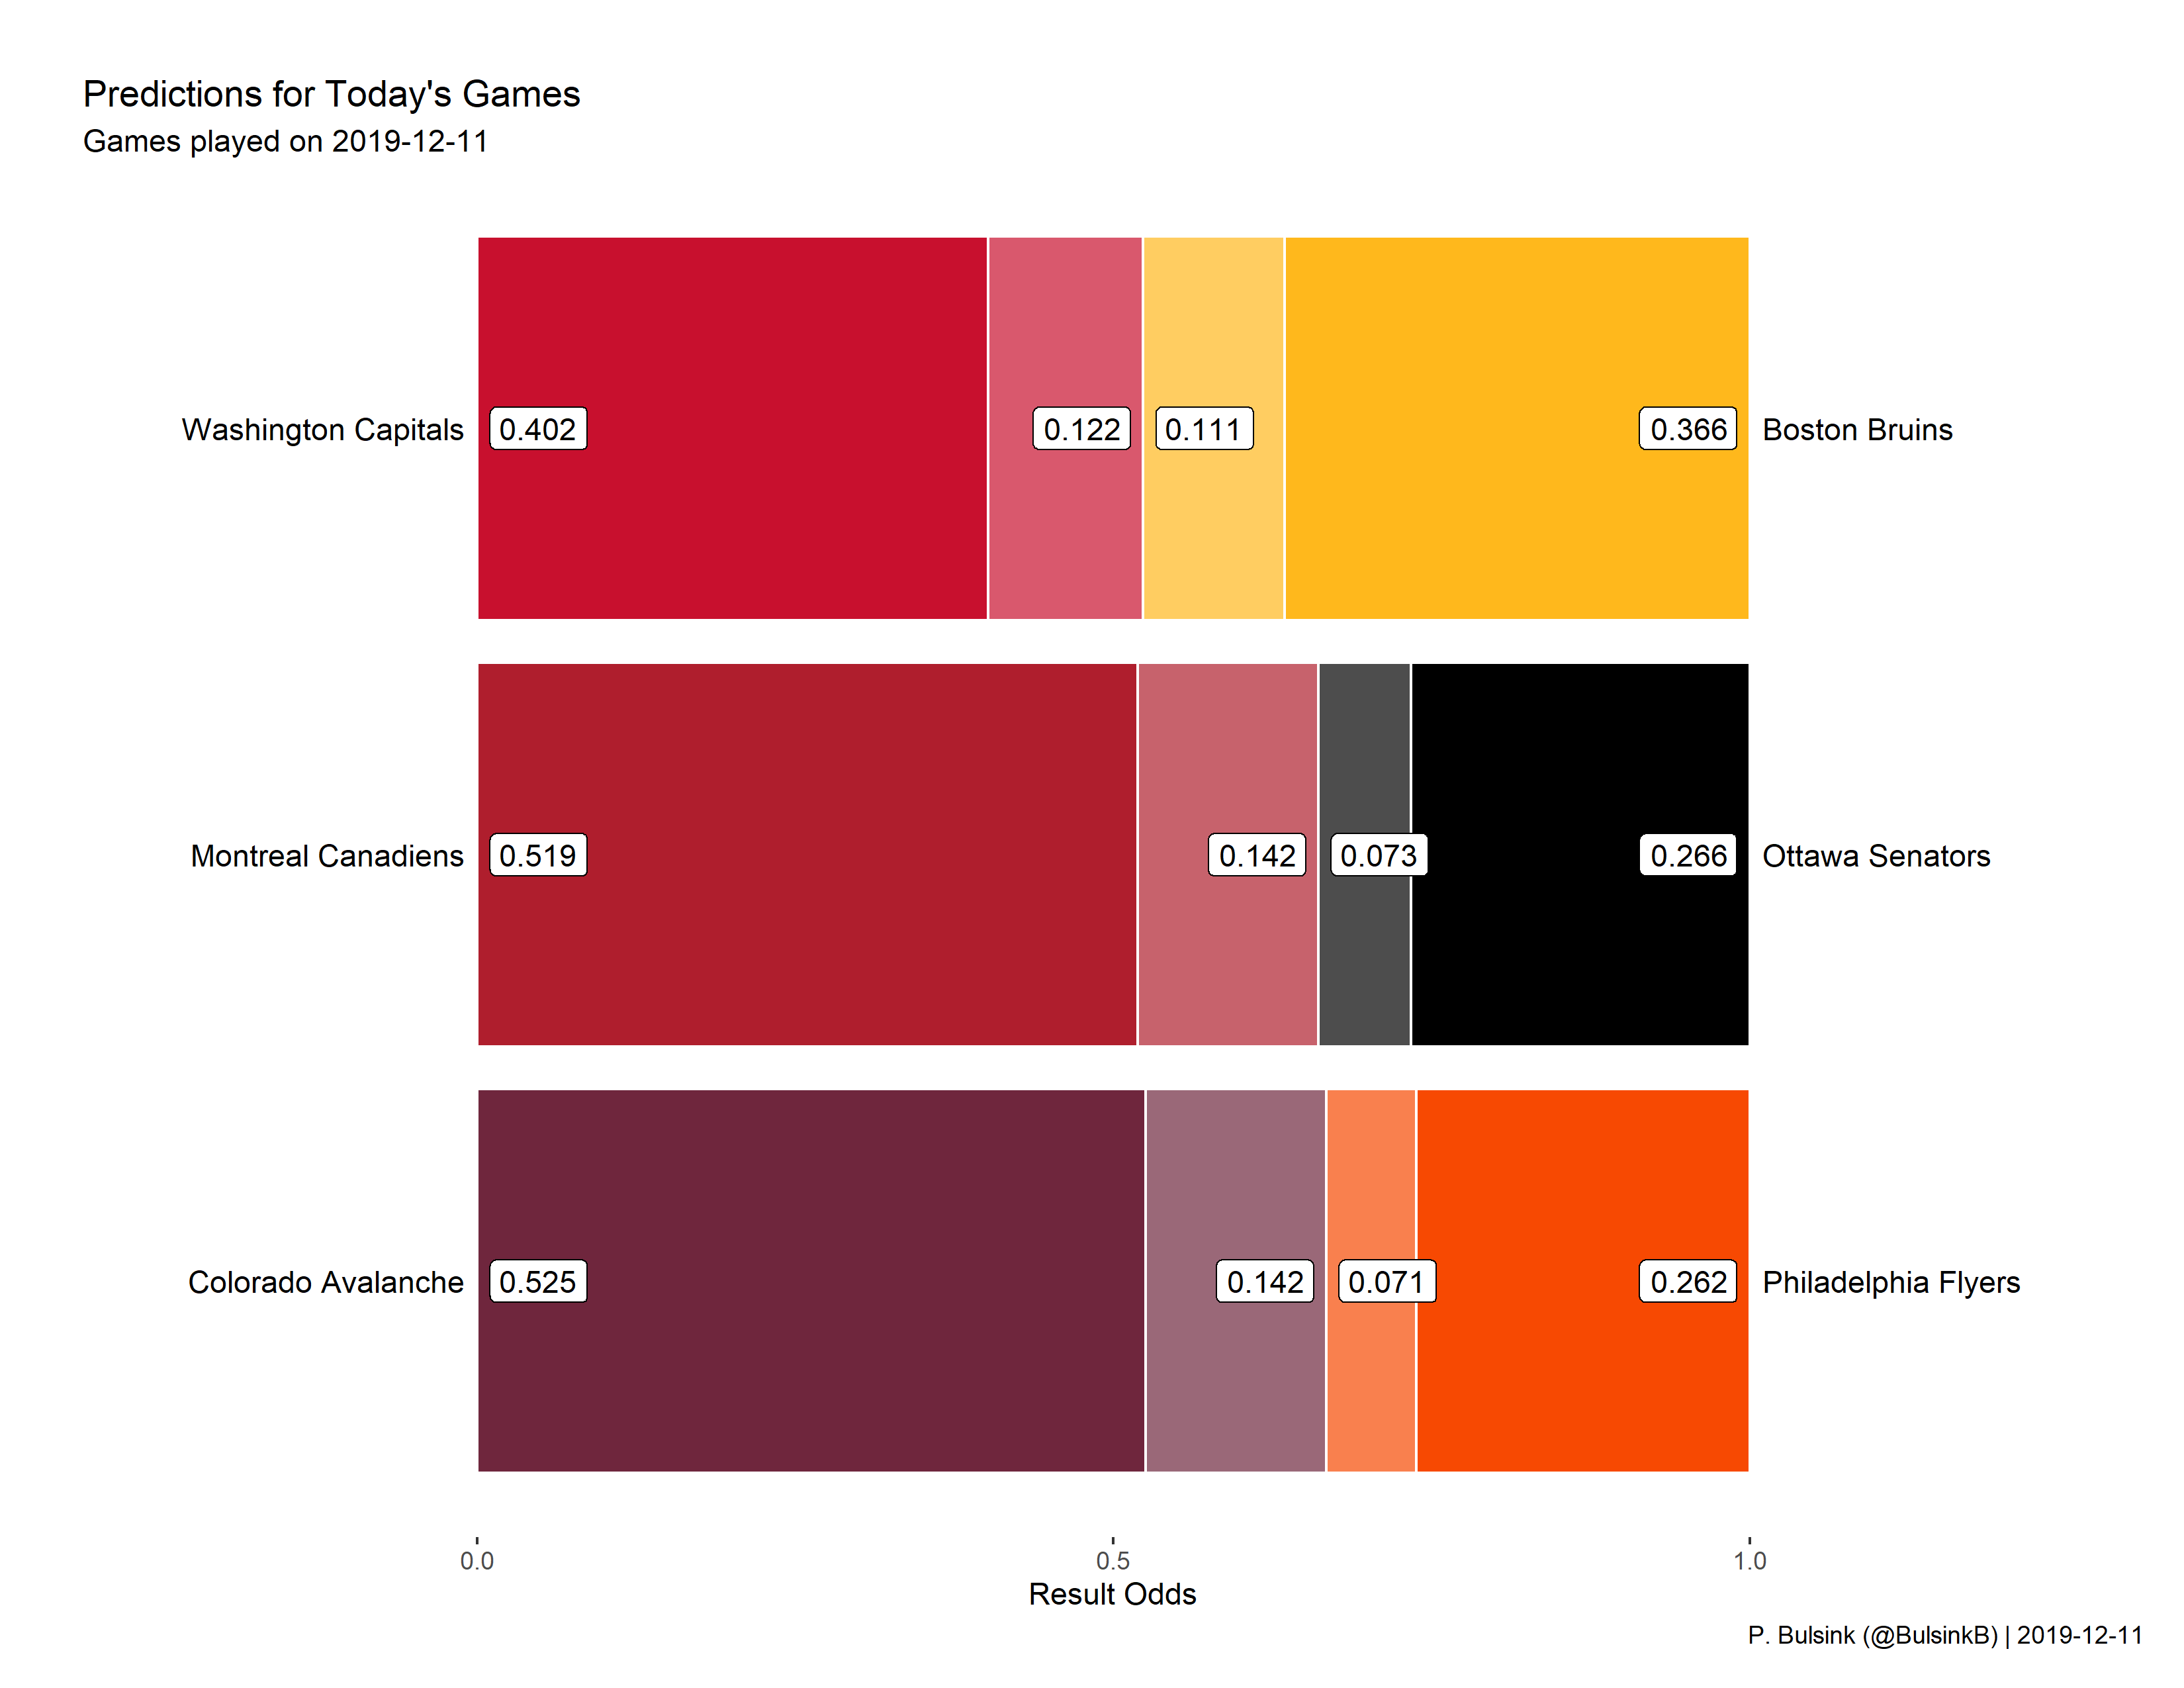 Predictions for Today's Games
Games played on 2019-12-11
Washington Capitals 0.402 0.122 0.111 0.366 Boston Bruins
Montreal Canadiens 0.519 0.142 0.073 0.266 Ottawa Senators
Colorado Avalanche 0.525 0.142 0.071 0.262 Philadelphia Flyers
0.0 0.5 1.0
Result Odds
P. Bulsink (@BulsinkB) | 2019-12-11